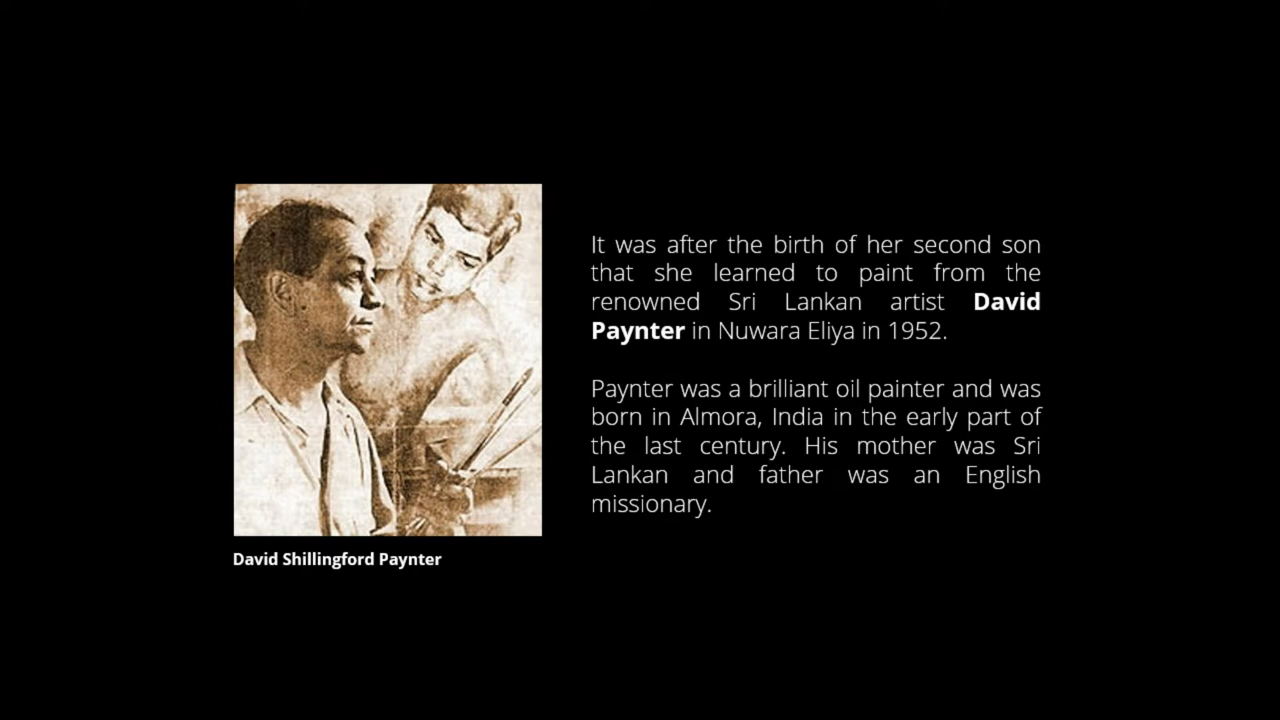 It was after the birth of her second son
that she learned to paint from the
renowned Sri Lankan artist David
Paynter in Nuwara Eliya in 1952.
Paynter was a brilliant oil painter and was
born in Almora, India in the early part of
the last century. His mother was Sri
Lankan and father was an English
missionary.
David Shillingford Paynter